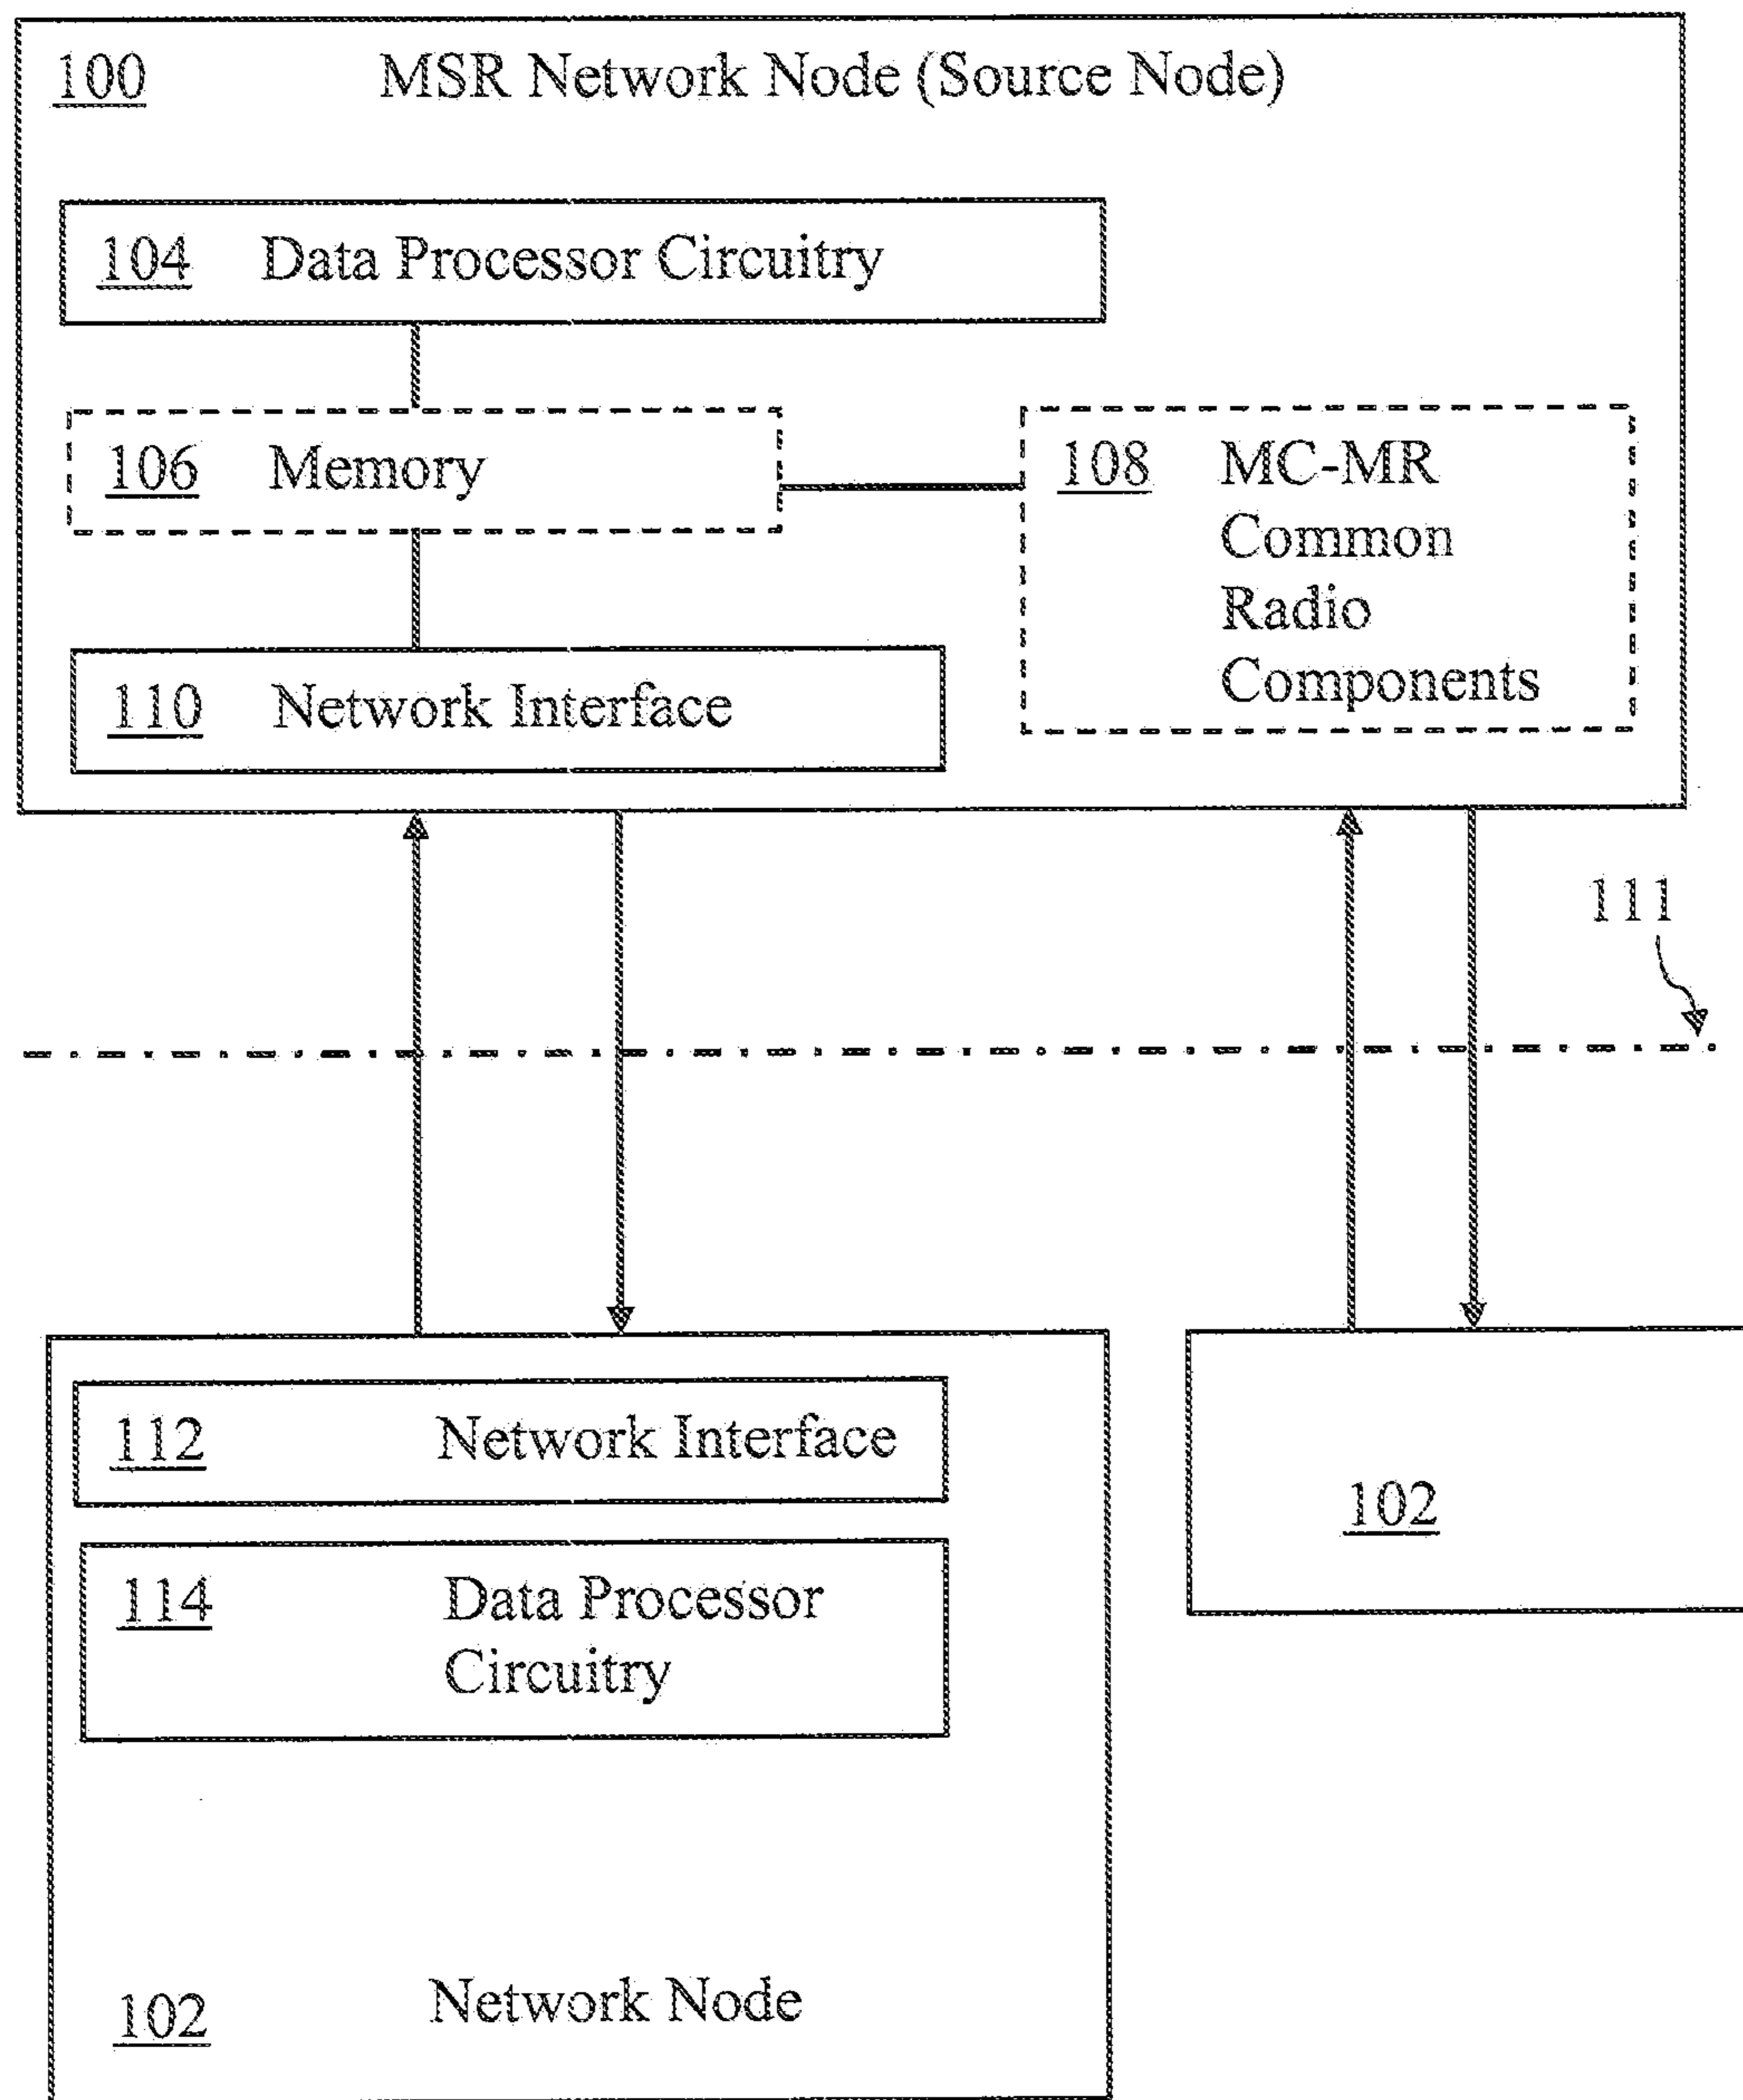 100 MSR Network Node (Source Node)
104 Data Processor Circuitry
106 Memory
108 MC-MR
Common
Radio
Components
110 Network Interface
111
112 Network Interface
114 Data Processor
Circuitry
102
102 Network Node